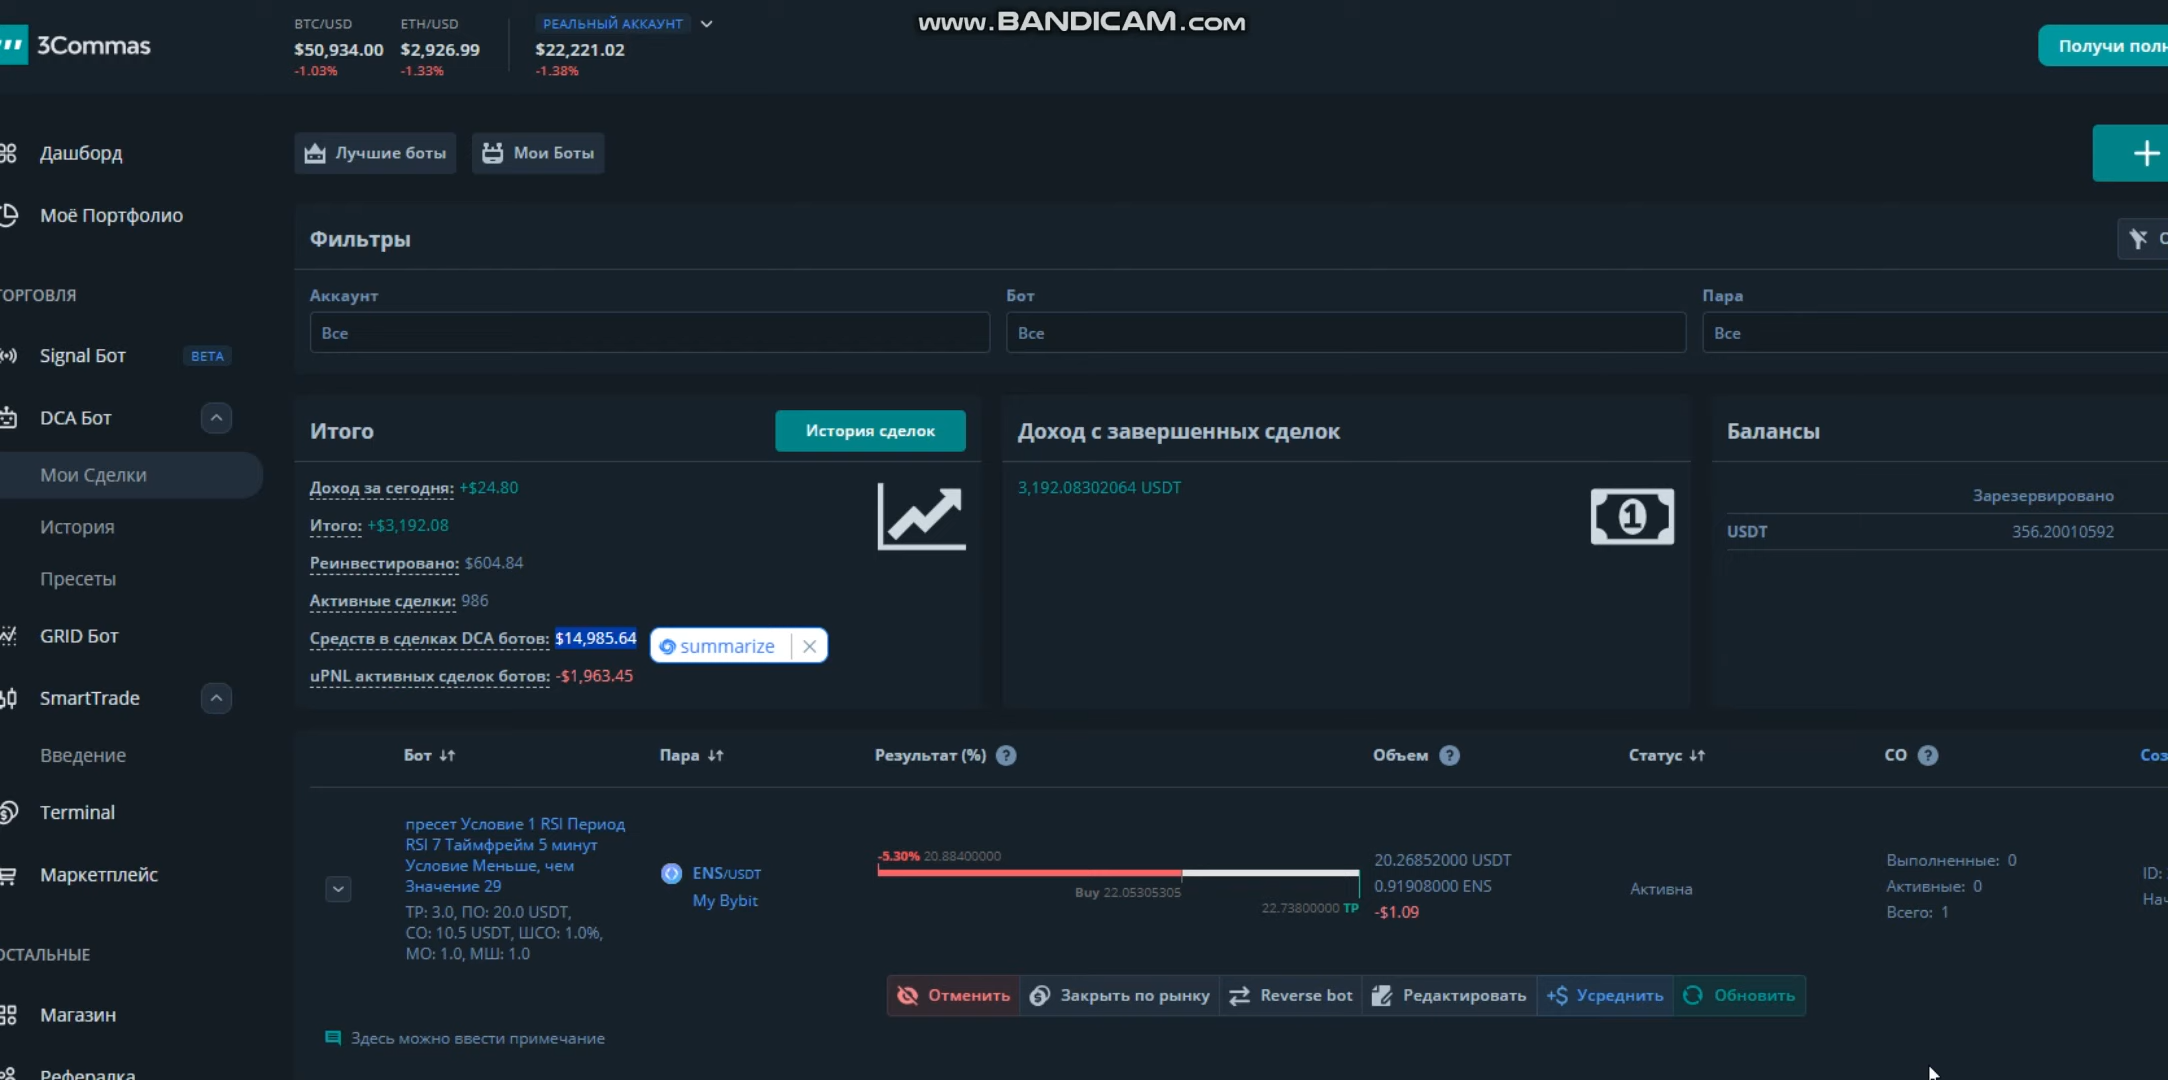 www.BANDICAM.com
3Commas
BTC/USD
$50,934.00
-1.03%
ETH/USD
$2,926.99
-1.33%
РЕАЛЬНЫЙ АККАУНТ
$22,221.02
-1.38%
Получи
Дашборд
Моё Портфолио
ОРГОВЛЯ
Signal Бот BETA
DCA Бот
Мои Сделки
История
Пресеты
GRID Бот
SmartTrade
Введение
Terminal
Маркетплейс
ОСТАЛЬНЫЕ
Магазин
Рефералка
Лучшие боты
Мои Боты
Фильтры
Аккаунт
Все
Бот
Все
Пара
Все
Итого
История сделок
Доход за сегодня: +$24.80
Итого: +$3,192.08
Реинвестировано: $604.84
Активные сделки: 986
Средств в сделках DCA ботов: $14,985.64
summarize
uPNL активных сделок ботов: -$1,963.45
Доход с завершенных сделок
3,192.08302064 USDT
Балансы
Зарезервировано
USDT 356.20010592
Бот
Пара
Результат (%) ?
Объем ?
Статус
СО ?
Соз
пресет Условие 1 RSI Период
RSI 7 Таймфрейм 5 минут
Условие Меньше, чем
Значение 29
TP: 3.0, ПО: 20.0 USDT,
СО: 10.5 USDT, ШСО: 1.0%,
МО: 1.0, МШ: 1.0
ENS/USDT
My Bybit
-5.30% 20.88400000
Buy 22.05305305
22.73800000 TP
20.26852000 USDT
0.91908000 ENS
-$1.09
Активна
Выполненные: 0
Активные: 0
Всего: 1
ID:
Нач
Отменить
Закрыть по рынку
Reverse bot
Редактировать
+$ Усреднить
Обновить
Здесь можно ввести примечание